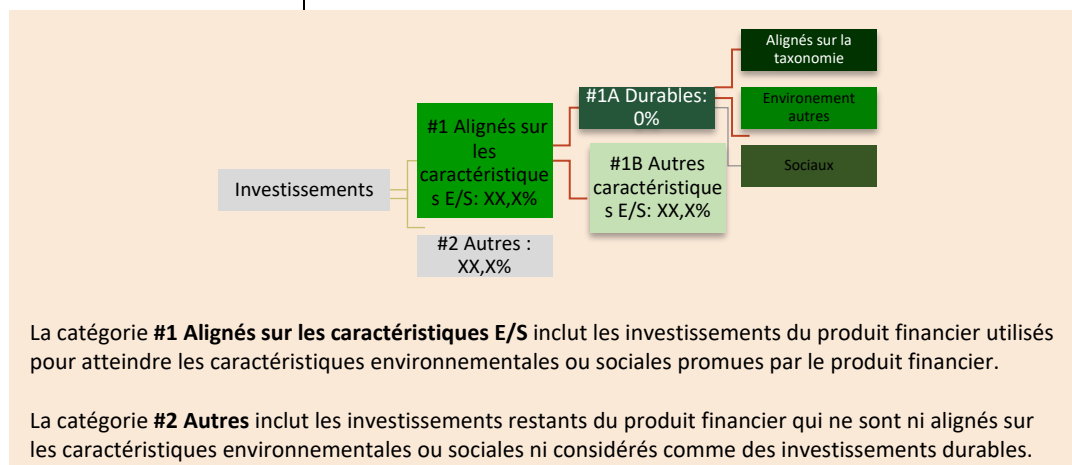 Investissements
#1 Alignés sur
les
caractéristique
s E/S: XX,X%
#2 Autres :
XX,X%
#1A Durables:
0%
#1B Autres
caractéristique
s E/S: XX,X%
Alignés sur la
taxonomie
Environement
autres
Sociaux
La catégorie #1 Alignés sur les caractéristiques E/S inclut les investissements du produit financier utilisés
pour atteindre les caractéristiques environnementales ou sociales promues par le produit financier.
La catégorie #2 Autres inclut les investissements restants du produit financier qui ne sont ni alignés sur
les caractéristiques environnementales ou sociales ni considérés comme des investissements durables.